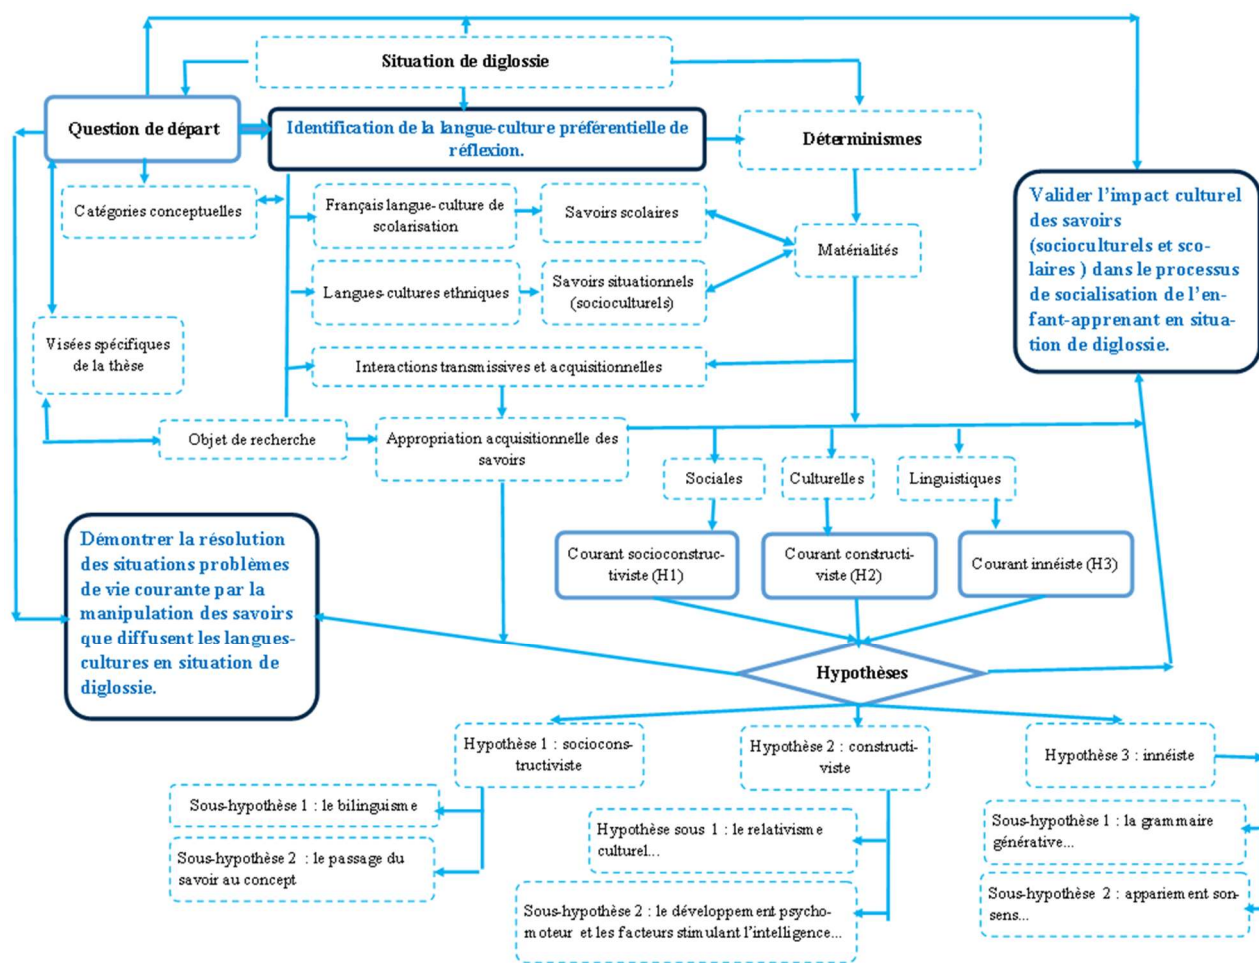 Situation de diglossie
Question de départ
Identification de la langue-culture préférentielle de
réflexion.
Déterminismes
Catégories conceptuelles
Français langue-culture de
scolarisation
Savoirs scolaires
Matérialités
Valider l’impact culturel
des savoirs
(socioculturels et sco-
laires ) dans le processus
de socialisation de l’en-
fant-apprenant en situa-
tion de diglossie.
Langues-cultures ethniques
Savoirs situationnels
(socioculturels)
Visées spécifiques
de la thèse
Interactions transmissives et acquisitionnelles
Objet de recherche
Appropriation acquisitionnelle des
savoirs
Sociales
Culturelles
Linguistiques
Démontrer la résolution
des situations problèmes
de vie courante par la
manipulation des savoirs
que diffusent les langues-
cultures en situation de
diglossie.
Courant socioconstruc-
tiviste (H1)
Courant constructi-
viste (H2)
Courant innéiste (H3)
Hypothèses
Hypothèse 1 : sociocons-
tructiviste
Hypothèse 2 : constructi-
viste
Hypothèse 3 : innéiste
Sous-hypothèse 1 : le bilinguisme
Sous-hypothèse 2 : le passage du
savoir au concept
Hypothèse sous 1 : le relativisme
culturel...
Sous-hypothèse 2 : le développement psycho-
moteur et les facteurs stimulant l’intelligence...
Sous-hypothèse 1 : la grammaire
générative...
Sous-hypothèse 2 : appariement son-
sens...